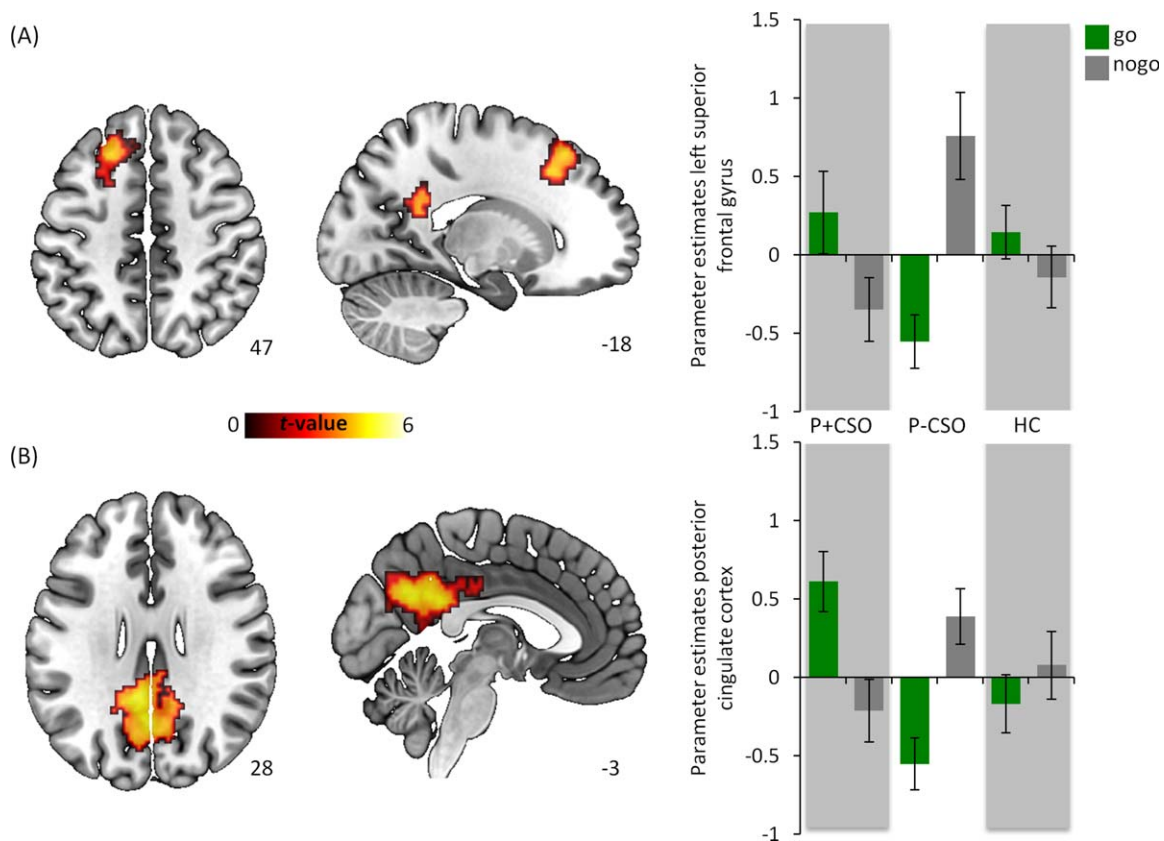 (A)
47
-18
0 t-value 6
Parameter estimates left superior
frontal gyrus
1.5
1
0.5
0
-0.5
-1
go
nogo
P+CSO P-CSO HC
(B)
28
-3
Parameter estimates posterior
cingulate cortex
1.5
1
0.5
0
-0.5
-1